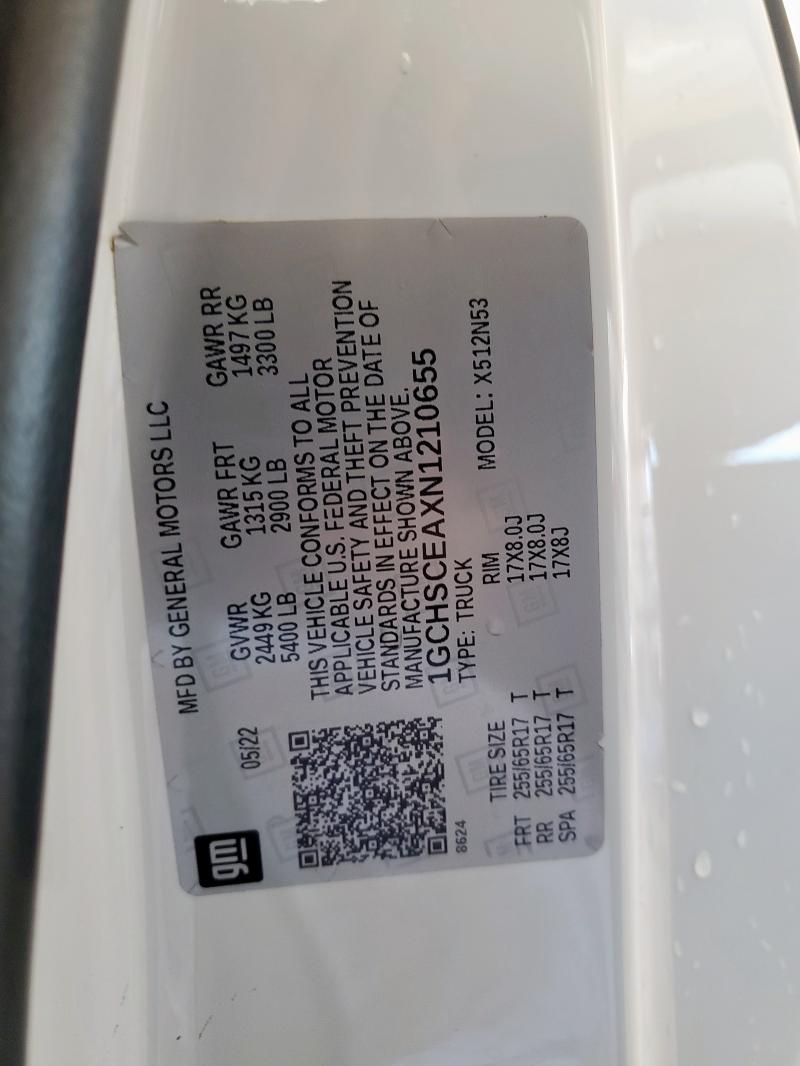 gm
MFD BY GENERAL MOTORS LLC
05/22
GVWR GAWR FRT GAWR RR
2449 KG 1315 KG 1497 KG
5400 LB 2900 LB 3300 LB
THIS VEHICLE CONFORMS TO ALL
APPLICABLE U.S. FEDERAL MOTOR
VEHICLE SAFETY AND THEFT PREVENTION
STANDARDS IN EFFECT ON THE DATE OF
MANUFACTURE SHOWN ABOVE.
1GCHSCEAXN1210655
8624
TYPE: TRUCK MODEL: X512N53
TIRE SIZE RIM
FRT 255/65R17 T 17X8.0J
RR 255/65R17 T 17X8.0J
SPA 255/65R17 T 17X8J